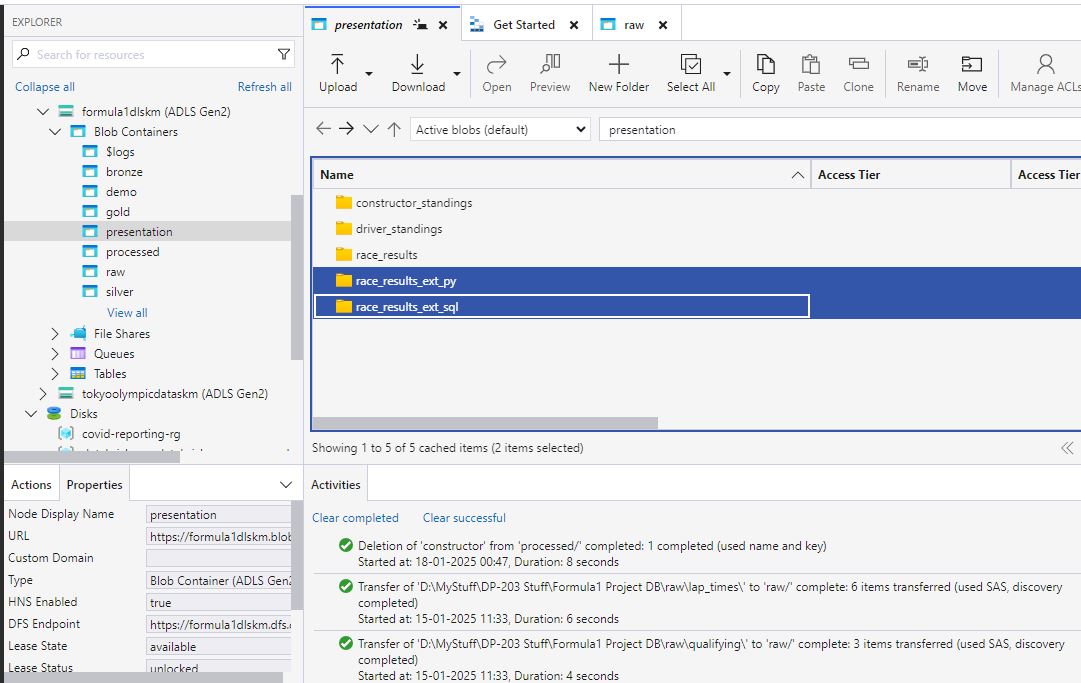 EXPLORER
Search for resources
Collapse all Refresh all
formula1dlskm (ADLS Gen2)
Blob Containers
$logs
bronze
demo
gold
presentation
processed
raw
silver
View all
File Shares
Queues
Tables
tokyoolympicdataskm (ADLS Gen2)
Disks
covid-reporting-rg
Actions Properties
Node Display Name presentation
URL https://formula1dlskm.blob
Custom Domain
Type Blob Container (ADLS Gen2
HNS Enabled true
DFS Endpoint https://formula1dlskm.dfs.
Lease State available
Lease Status unlocked
presentation Get Started raw
Upload Download Open Preview New Folder Select All Copy Paste Clone Rename Move Manage ACLs
Active blobs (default) presentation
Name Access Tier Access Tier
constructor_standings
driver_standings
race_results
race_results_ext_py
race_results_ext_sql
Showing 1 to 5 of 5 cached items (2 items selected)
Activities
Clear completed Clear successful
Deletion of 'constructor' from 'processed/' completed: 1 completed (used name and key)
Started at: 18-01-2025 00:47, Duration: 8 seconds
Transfer of 'D:\MyStuff\DP-203 Stuff\Formula1 Project DB\raw\lap_times\' to 'raw/' complete: 6 items transferred (used SAS, discovery
completed)
Started at: 15-01-2025 11:33, Duration: 6 seconds
Transfer of 'D:\MyStuff\DP-203 Stuff\Formula1 Project DB\raw\qualifying\' to 'raw/' complete: 3 items transferred (used SAS, discovery
completed)
Started at: 15-01-2025 11:33, Duration: 4 seconds